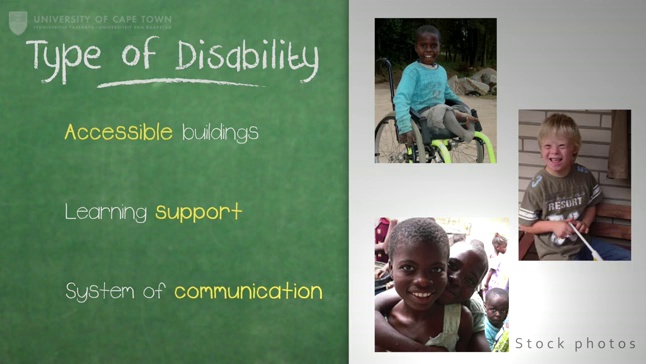 UNIVERSITY OF CAPE TOWN
Type of Disability
Accessible buildings
Learning support
System of communication
RESORT
Stock photos